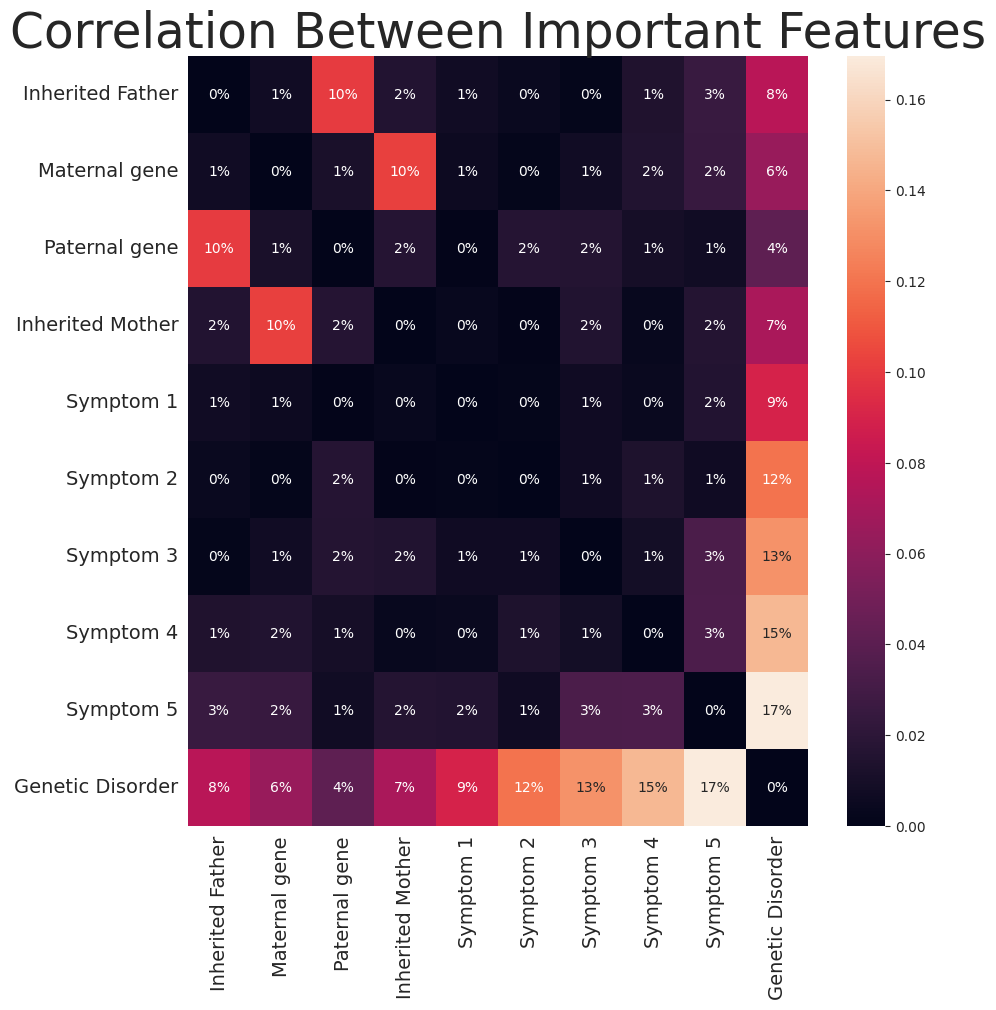 Correlation Between Important Features
Inherited Father 0% 1% 10% 2% 1% 0% 0% 1% 3% 8%
Maternal gene 1% 0% 1% 10% 1% 0% 1% 2% 2% 6%
Paternal gene 10% 1% 0% 2% 0% 2% 2% 1% 1% 4%
Inherited Mother 2% 10% 2% 0% 0% 0% 2% 0% 2% 7%
Symptom 1 1% 1% 0% 0% 0% 0% 1% 0% 2% 9%
Symptom 2 0% 0% 2% 0% 0% 0% 1% 1% 1% 12%
Symptom 3 0% 1% 2% 2% 1% 1% 0% 1% 3% 13%
Symptom 4 1% 2% 1% 0% 0% 1% 1% 0% 3% 15%
Symptom 5 3% 2% 1% 2% 2% 1% 3% 3% 0% 17%
Genetic Disorder 8% 6% 4% 7% 9% 12% 13% 15% 17% 0%
Inherited Father
Maternal gene
Paternal gene
Inherited Mother
Symptom 1
Symptom 2
Symptom 3
Symptom 4
Symptom 5
Genetic Disorder
0.16
0.14
0.12
0.10
0.08
0.06
0.04
0.02
0.00